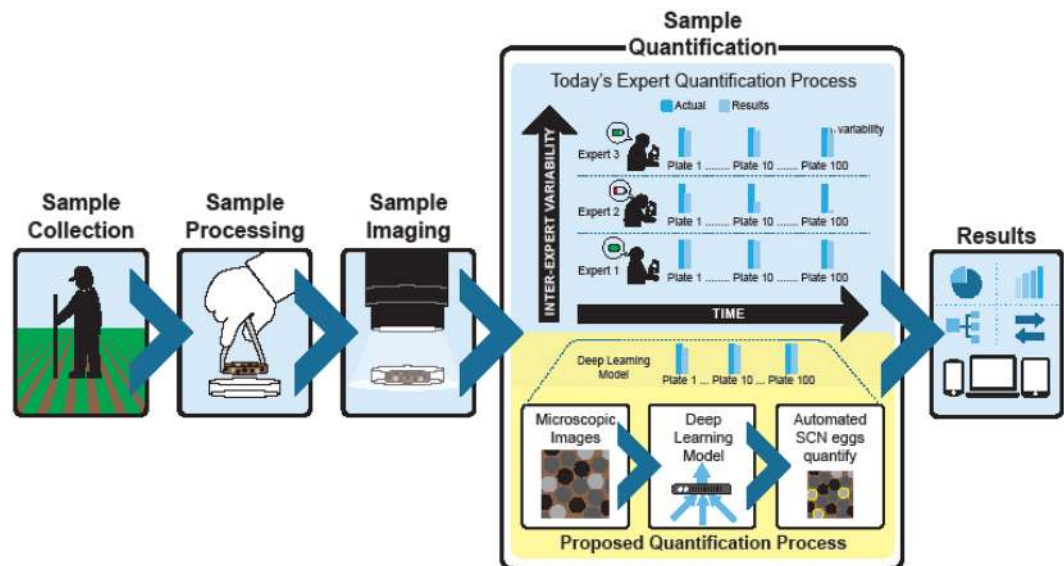 Sample
Collection
Sample
Processing
Sample
Imaging
Sample
Quantification
Today's Expert Quantification Process
Actual
Results
INTER-EXPERT VARIABILITY
variability
Expert 3
Plate 1 ........ Plate 10 ....... Plate 100
Expert 2
Plate 1 ........ Plate 10 ....... Plate 100
Expert 1
Plate 1 ........ Plate 10 ....... Plate 100
TIME
Deep Learning
Model
Plate 1 ... Plate 10 ... Plate 100
Microscopic
Images
Deep
Learning
Model
Automated
SCN eggs
quantify
Proposed Quantification Process
Results